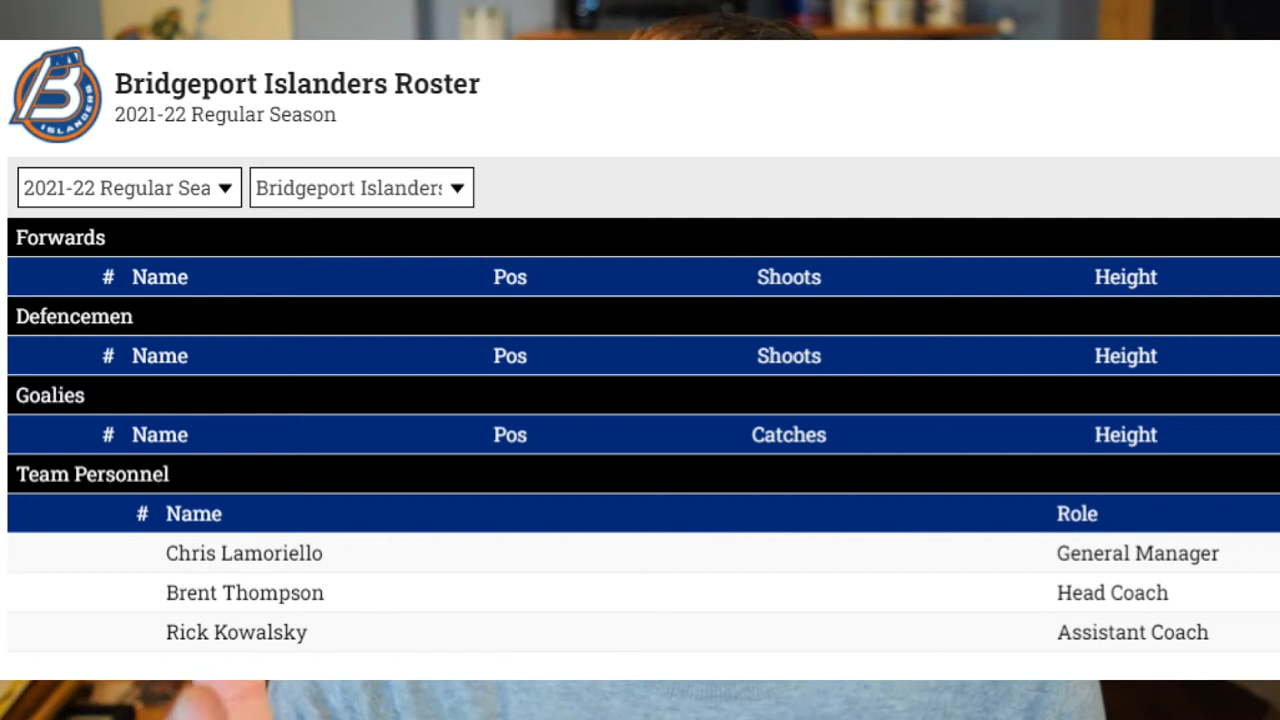 B
ISLANDERS
Bridgeport Islanders Roster
2021-22 Regular Season
2021-22 Regular Sea
Bridgeport Islanders
Forwards
# Name Pos Shoots Height
Defencemen
# Name Pos Shoots Height
Goalies
# Name Pos Catches Height
Team Personnel
# Name Role
Chris Lamoriello General Manager
Brent Thompson Head Coach
Rick Kowalsky Assistant Coach